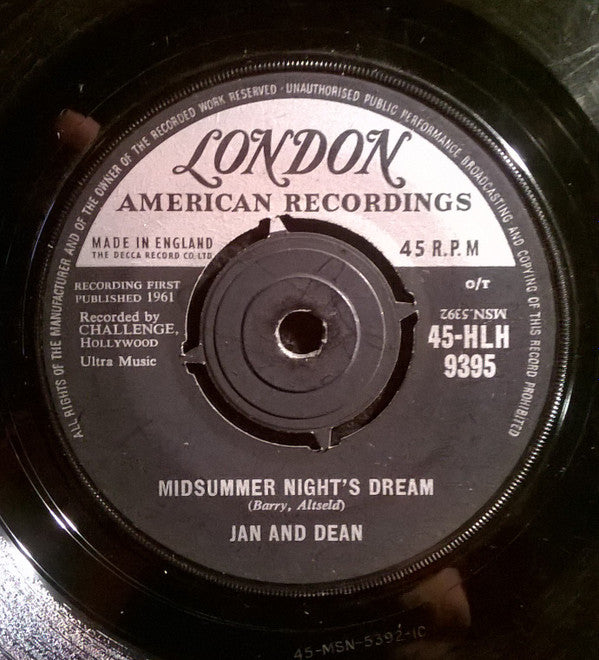 ALL RIGHTS OF THE MANUFACTURER AND OF THE OWNER OF THE RECORDED WORK RESERVED · UNAUTHORISED PUBLIC PERFORMANCE BROADCASTING AND COPYING OF THIS RECORD PROHIBITED
LONDON
AMERICAN RECORDINGS
MADE IN ENGLAND
THE DECCA RECORD CO. LTD.
45 R.P.M
RECORDING FIRST
PUBLISHED 1961
Recorded by
CHALLENGE,
HOLLYWOOD
Ultra Music
o/T
MSN.5392
45-HLH
9395
MIDSUMMER NIGHT'S DREAM
(Barry, Altseld)
JAN AND DEAN
45-MSN-5392-1C